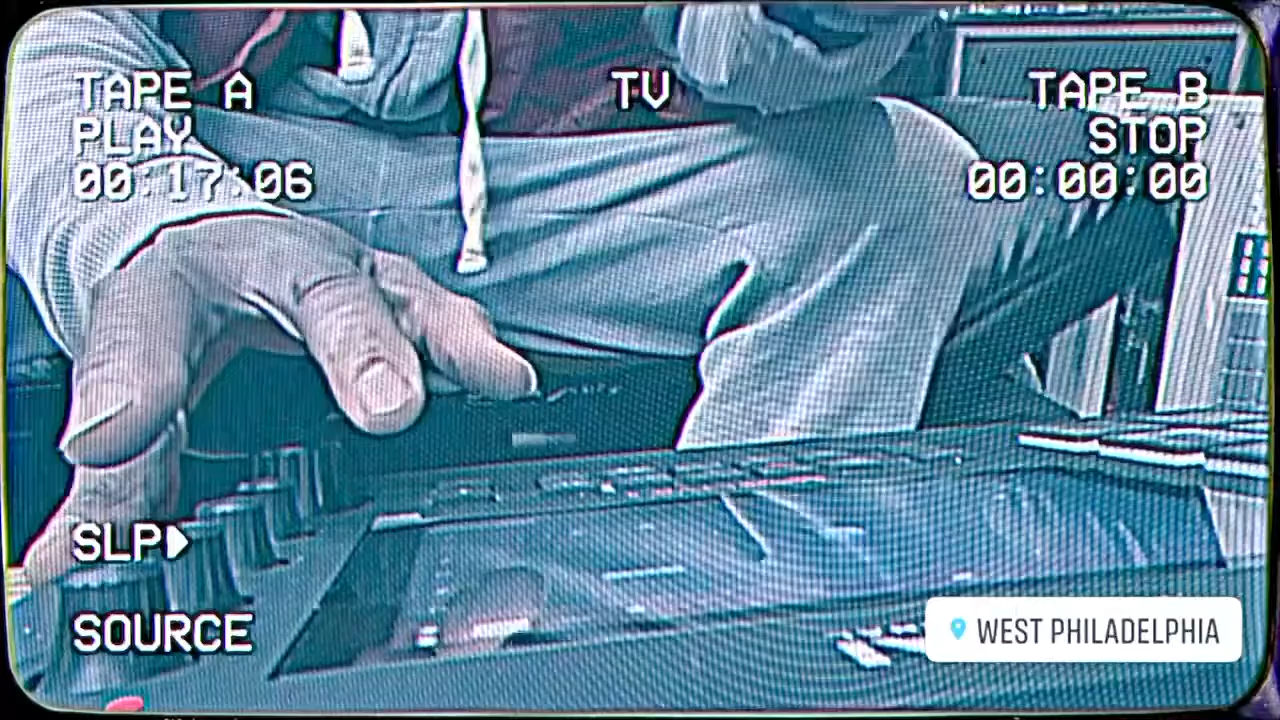 TAPE A
PLAY
00:17:06
TV
TAPE B
STOP
00:00:00
SLP
SOURCE
WEST PHILADELPHIA